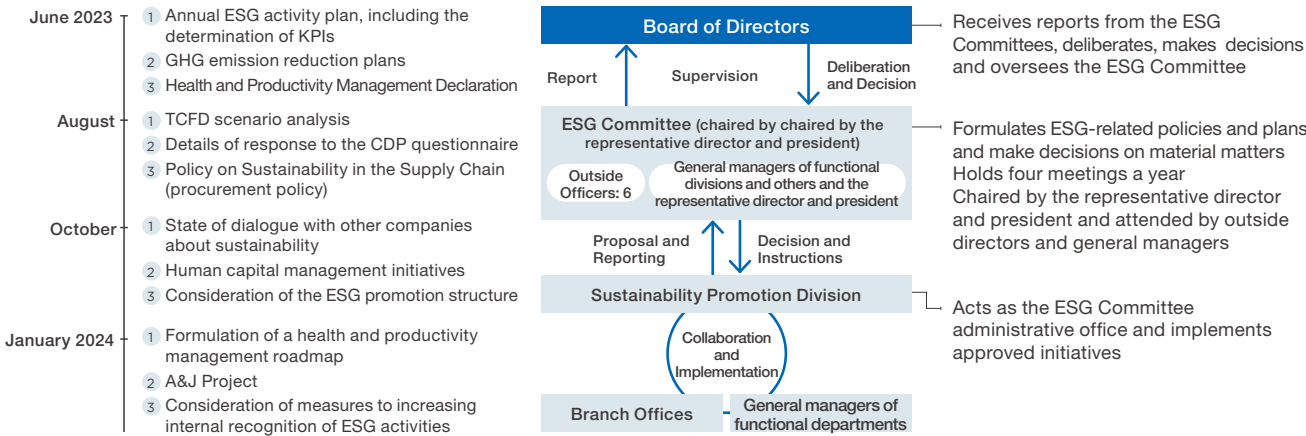 June 2023
1 Annual ESG activity plan, including the
determination of KPIs
2 GHG emission reduction plans
3 Health and Productivity Management Declaration
August
1 TCFD scenario analysis
2 Details of response to the CDP questionnaire
3 Policy on Sustainability in the Supply Chain
(procurement policy)
October
1 State of dialogue with other companies
about sustainability
2 Human capital management initiatives
3 Consideration of the ESG promotion structure
January 2024
1 Formulation of a health and productivity
management roadmap
2 A&J Project
3 Consideration of measures to increasing
internal recognition of ESG activities
Board of Directors
Report
Supervision
Deliberation
and Decision
ESG Committee (chaired by chaired by the
representative director and president)
Outside
Officers: 6
General managers of functional
divisions and others and the
representative director and president
Proposal and
Reporting
Decision and
Instructions
Sustainability Promotion Division
Collaboration
and
Implementation
Branch Offices
General managers of
functional departments
Receives reports from the ESG
Committees, deliberates, makes decisions
and oversees the ESG Committee
Formulates ESG-related policies and plans
and make decisions on material matters
Holds four meetings a year
Chaired by the representative director
and president and attended by outside
directors and general managers
Acts as the ESG Committee
administrative office and implements
approved initiatives